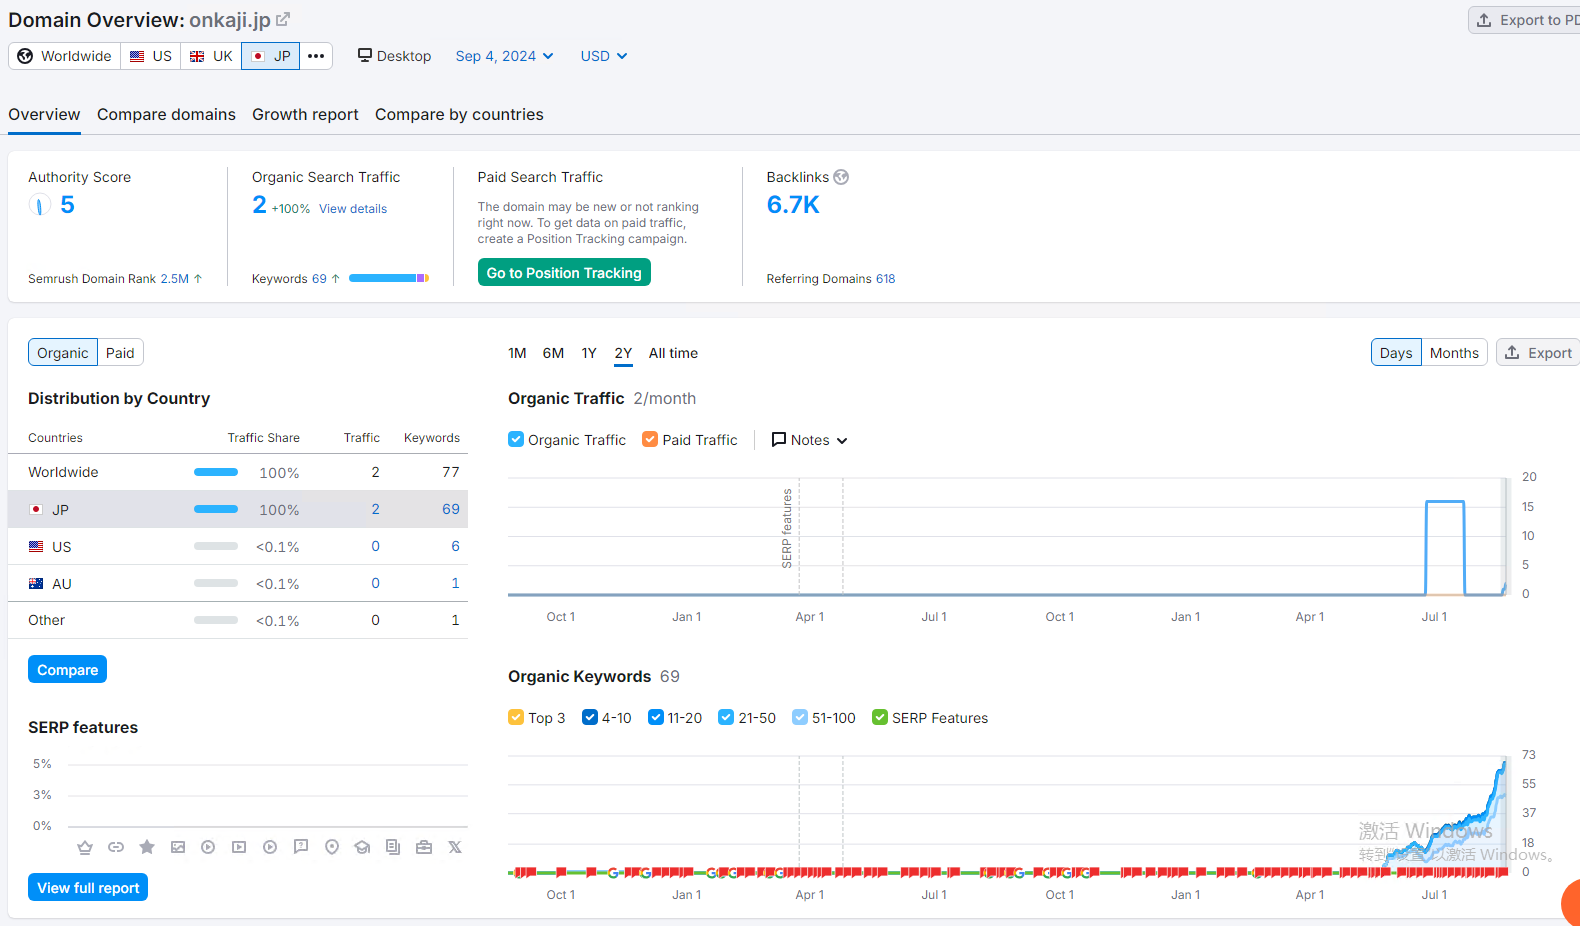 Domain Overview: onkaji.jp
Export to PD
Worldwide US UK JP •••
Desktop Sep 4, 2024 USD
Overview Compare domains Growth report Compare by countries
Authority Score
5
Semrush Domain Rank 2.5M ↑
Organic Search Traffic
2 +100% View details
Keywords 69 ↑
Paid Search Traffic
The domain may be new or not ranking
right now. To get data on paid traffic,
create a Position Tracking campaign.
Go to Position Tracking
Backlinks
6.7K
Referring Domains 618
Organic Paid
Distribution by Country
Countries Traffic Share Traffic Keywords
Worldwide 100% 2 77
JP 100% 2 69
US <0.1% 0 6
AU <0.1% 0 1
Other <0.1% 0 1
Compare
SERP features
5%
3%
0%
View full report
1M 6M 1Y 2Y All time
Days Months Export
Organic Traffic 2/month
Organic Traffic Paid Traffic Notes
SERP features
20
15
10
5
0
Oct 1 Jan 1 Apr 1 Jul 1 Oct 1 Jan 1 Apr 1 Jul 1
Organic Keywords 69
Top 3 4-10 11-20 21-50 51-100 SERP Features
73
55
37
18
0
Oct 1 Jan 1 Apr 1 Jul 1 Oct 1 Jan 1 Apr 1 Jul 1
激活 Windows
转到"设置"以激活 Windows。